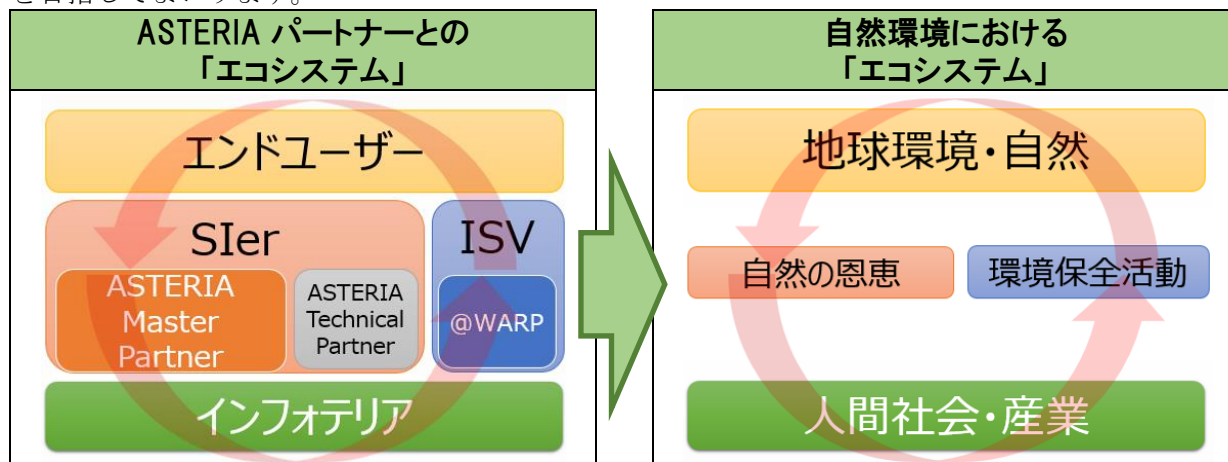 ASTERIA パートナーとの
「エコシステム」
エンドユーザー
SIer
ISV
ASTERIA
Master
Partner
ASTERIA
Technical
Partner
@WARP
インフォテリア
自然環境における
「エコシステム」
地球環境・自然
自然の恩恵
環境保全活動
人間社会・産業